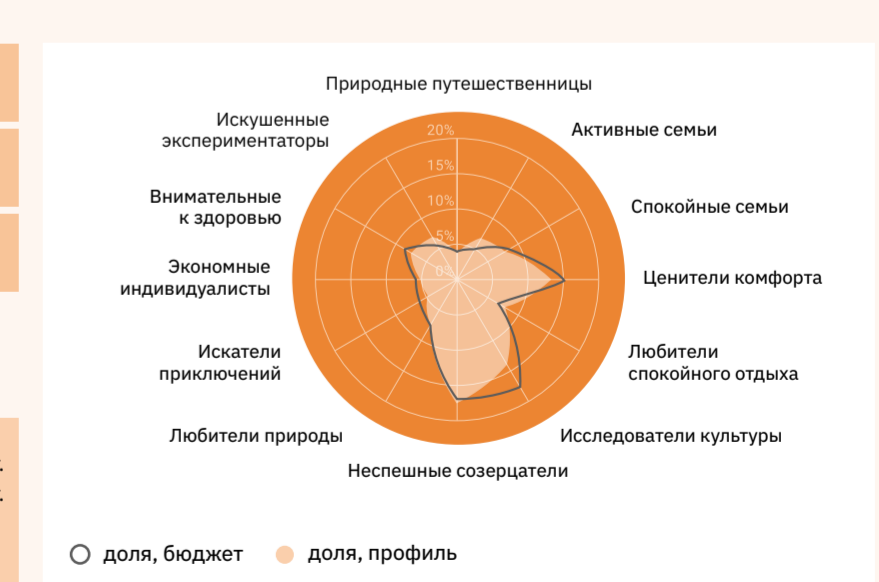 Природные путешественницы
Искушенные
экспериментаторы
Активные семьи
20%
15%
10%
5%
0%
Внимательные
к здоровью
Спокойные семьи
Экономные
индивидуалисты
Ценители комфорта
Искатели
приключений
Любители
спокойного отдыха
Любители природы
Исследователи культуры
Неспешные созерцатели
доля, бюджет
доля, профиль